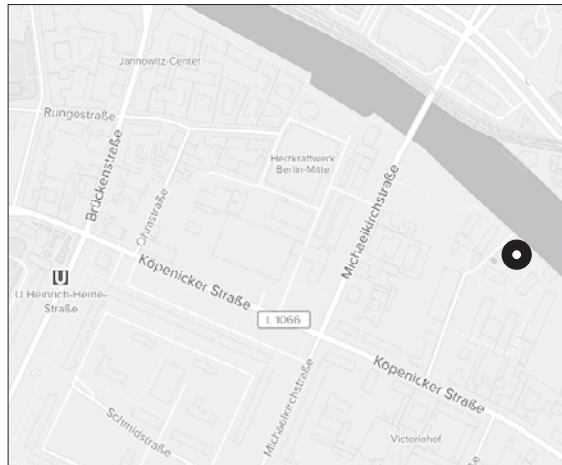 Jannowitz-Center
Rungestraße
Brückenstraße
Ohmstraße
Heizkraftwerk
Berlin-Mitte
Michaelkirchstraße
Köpenicker Straße
U
U Heinrich-Heine-
Straße
L 1066
Köpenicker Straße
Michaelkirchstraße
Schmidstraße
Victoriahof